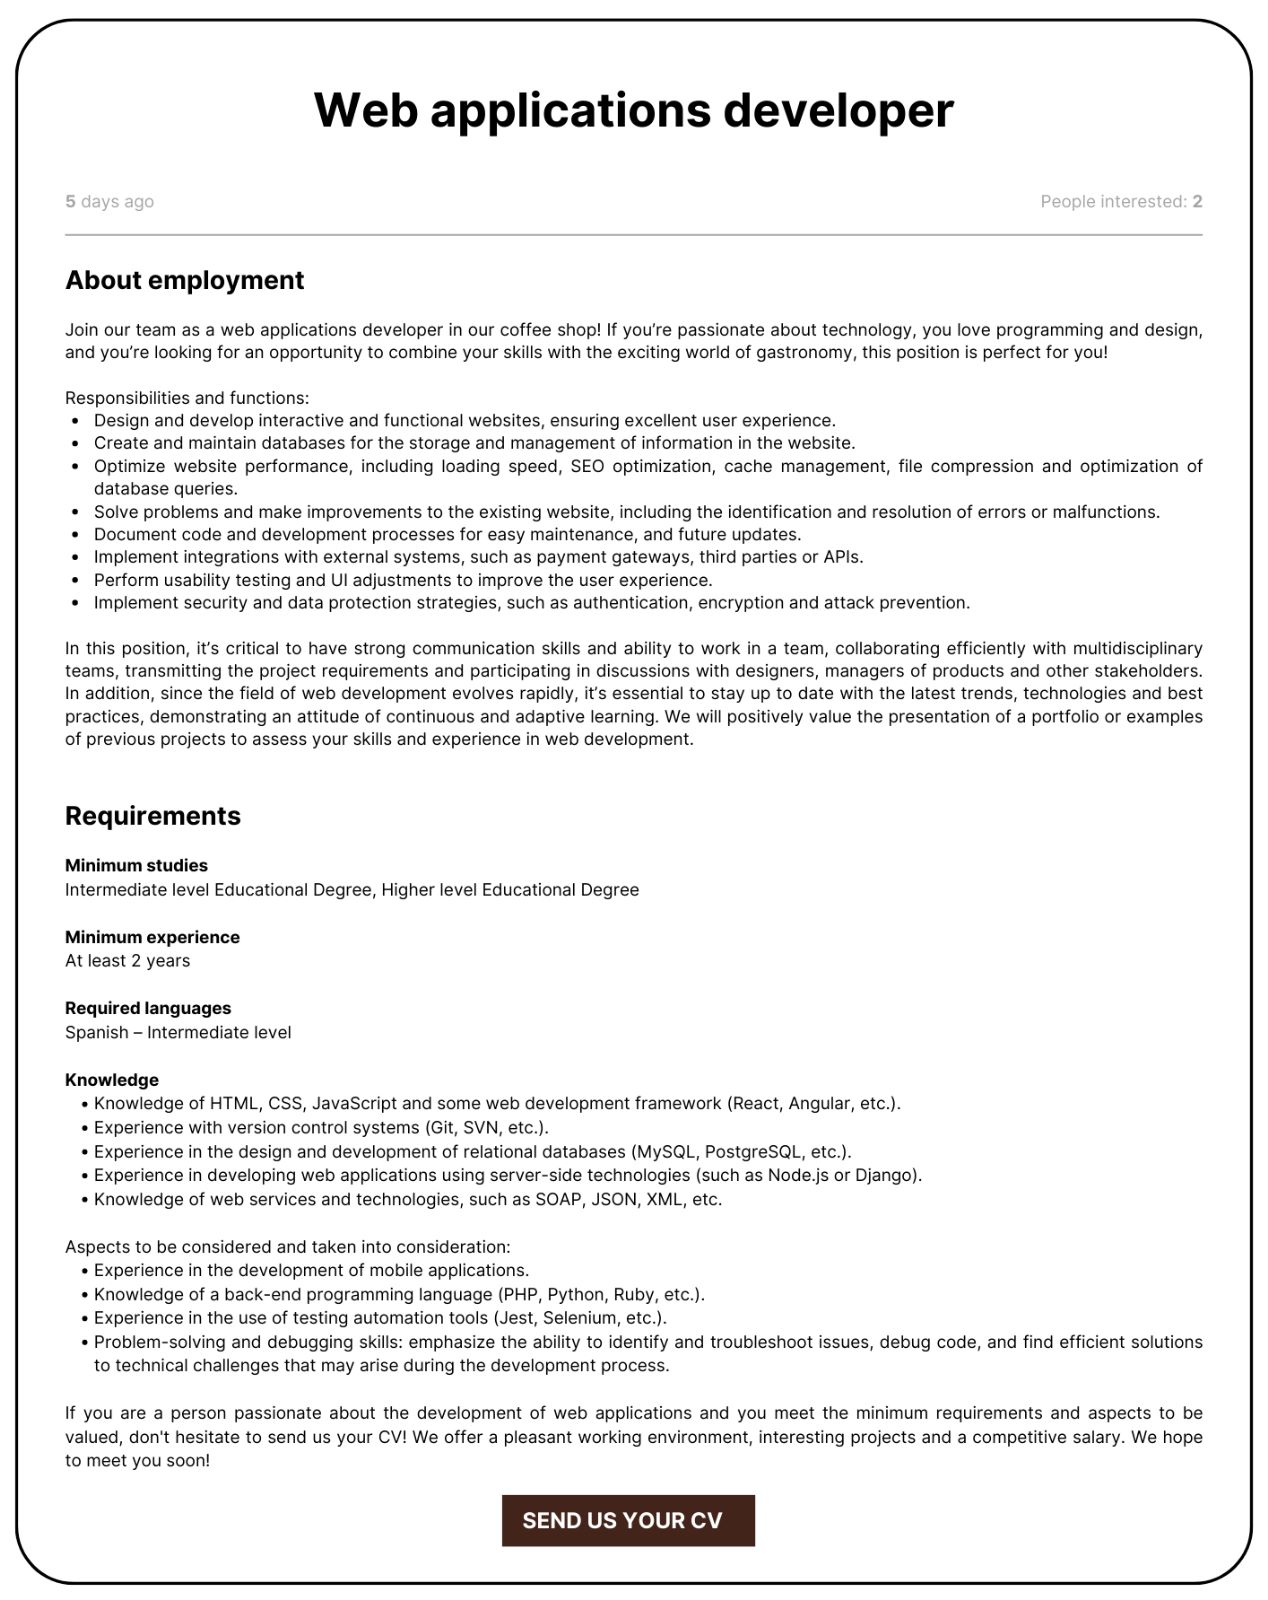 Web applications developer
5 days ago
People interested: 2
About employment
Join our team as a web applications developer in our coffee shop! If you’re passionate about technology, you love programming and design,
and you’re looking for an opportunity to combine your skills with the exciting world of gastronomy, this position is perfect for you!
Responsibilities and functions:
• Design and develop interactive and functional websites, ensuring excellent user experience.
• Create and maintain databases for the storage and management of information in the website.
• Optimize website performance, including loading speed, SEO optimization, cache management, file compression and optimization of
database queries.
• Solve problems and make improvements to the existing website, including the identification and resolution of errors or malfunctions.
• Document code and development processes for easy maintenance, and future updates.
• Implement integrations with external systems, such as payment gateways, third parties or APIs.
• Perform usability testing and UI adjustments to improve the user experience.
• Implement security and data protection strategies, such as authentication, encryption and attack prevention.
In this position, it’s critical to have strong communication skills and ability to work in a team, collaborating efficiently with multidisciplinary
teams, transmitting the project requirements and participating in discussions with designers, managers of products and other stakeholders.
In addition, since the field of web development evolves rapidly, it’s essential to stay up to date with the latest trends, technologies and best
practices, demonstrating an attitude of continuous and adaptive learning. We will positively value the presentation of a portfolio or examples
of previous projects to assess your skills and experience in web development.
Requirements
Minimum studies
Intermediate level Educational Degree, Higher level Educational Degree
Minimum experience
At least 2 years
Required languages
Spanish – Intermediate level
Knowledge
• Knowledge of HTML, CSS, JavaScript and some web development framework (React, Angular, etc.).
• Experience with version control systems (Git, SVN, etc.).
• Experience in the design and development of relational databases (MySQL, PostgreSQL, etc.).
• Experience in developing web applications using server-side technologies (such as Node.js or Django).
• Knowledge of web services and technologies, such as SOAP, JSON, XML, etc.
Aspects to be considered and taken into consideration:
• Experience in the development of mobile applications.
• Knowledge of a back-end programming language (PHP, Python, Ruby, etc.).
• Experience in the use of testing automation tools (Jest, Selenium, etc.).
• Problem-solving and debugging skills: emphasize the ability to identify and troubleshoot issues, debug code, and find efficient solutions
to technical challenges that may arise during the development process.
If you are a person passionate about the development of web applications and you meet the minimum requirements and aspects to be
valued, don't hesitate to send us your CV! We offer a pleasant working environment, interesting projects and a competitive salary. We hope
to meet you soon!
SEND US YOUR CV